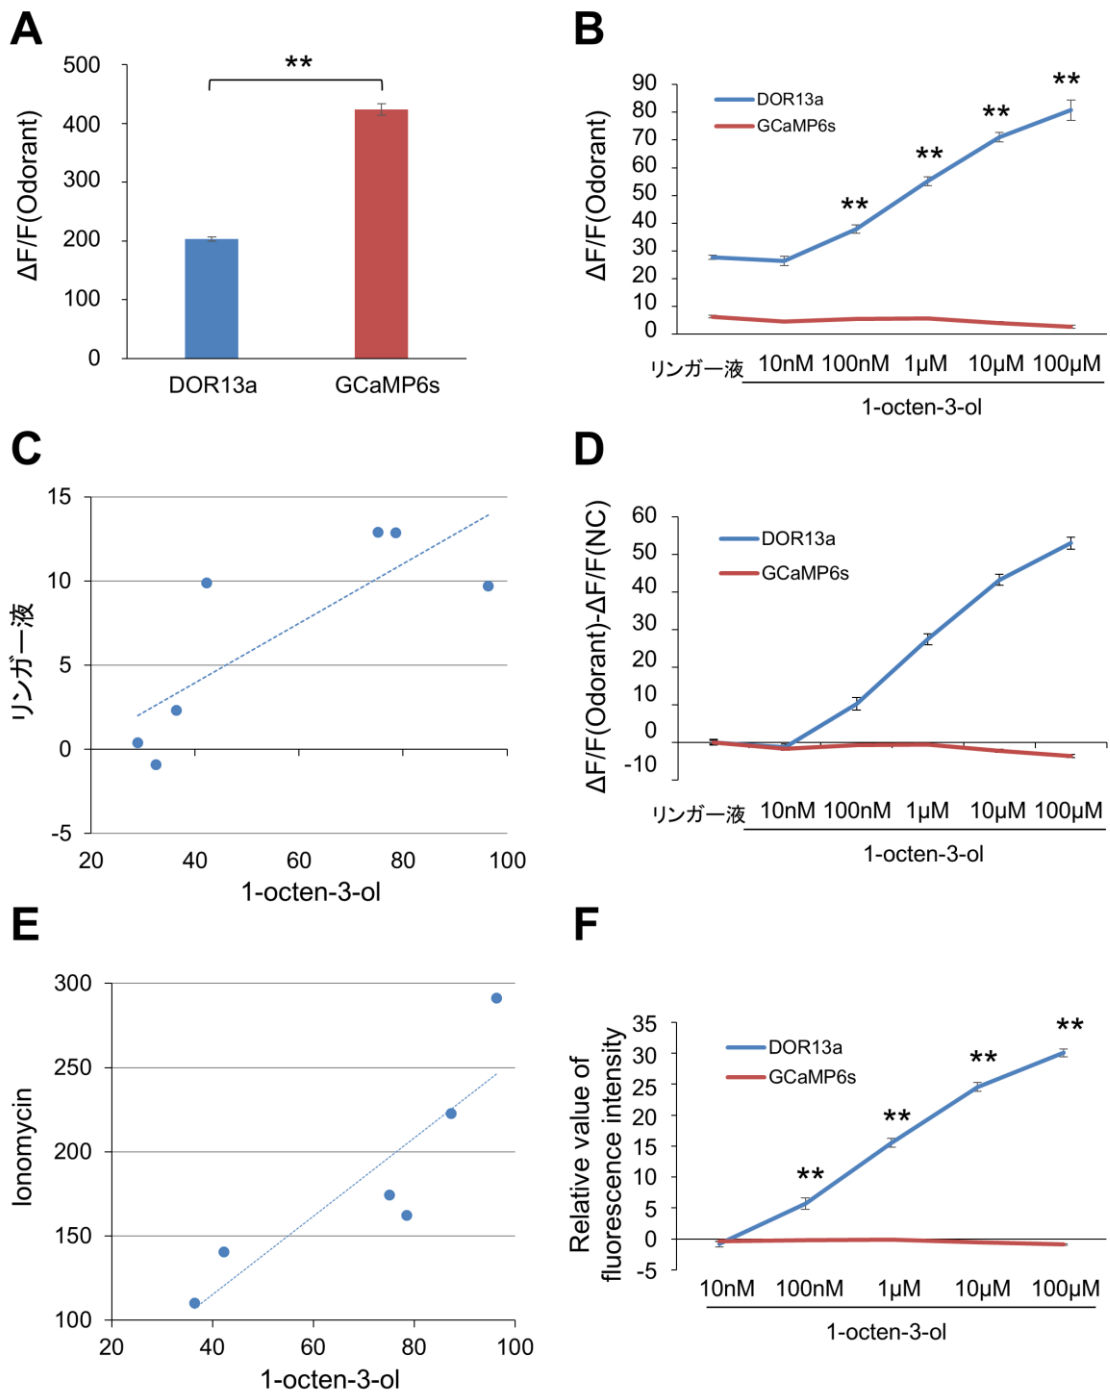 A
500
400
300
200
100
0
ΔF/F(Odorant)
**
DOR13a GCaMP6s
B
90
80
70
60
50
40
30
20
10
0
ΔF/F(Odorant)
DOR13a
GCaMP6s
**
**
**
**
リンガー液 10nM 100nM 1μM 10μM 100μM
1-octen-3-ol
C
15
10
5
0
-5
リンガー液
20 40 60 80 100
1-octen-3-ol
D
60
50
40
30
20
10
0
-10
ΔF/F(Odorant)-ΔF/F(NC)
DOR13a
GCaMP6s
リンガー液 10nM 100nM 1μM 10μM 100μM
1-octen-3-ol
E
300
250
200
150
100
Ionomycin
20 40 60 80 100
1-octen-3-ol
F
35
30
25
20
15
10
5
0
-5
Relative value of
fluorescence intensity
DOR13a
GCaMP6s
**
**
**
**
10nM 100nM 1μM 10μM 100μM
1-octen-3-ol